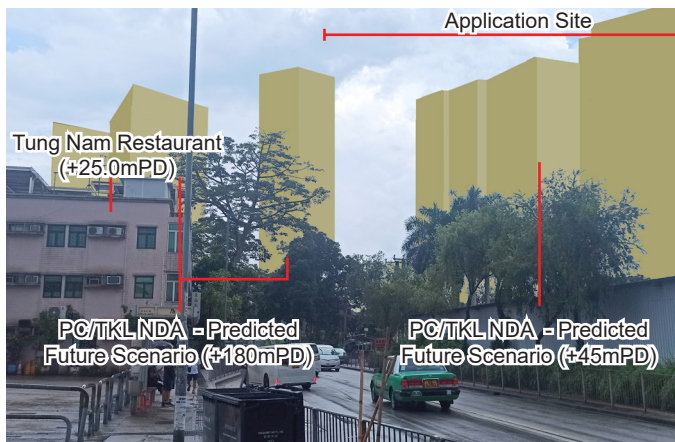 Application Site
Tung Nam Restaurant
(+25.0mPD)
PC/TKL NDA - Predicted
Future Scenario (+180mPD)
PC/TKL NDA - Predicted
Future Scenario (+45mPD)